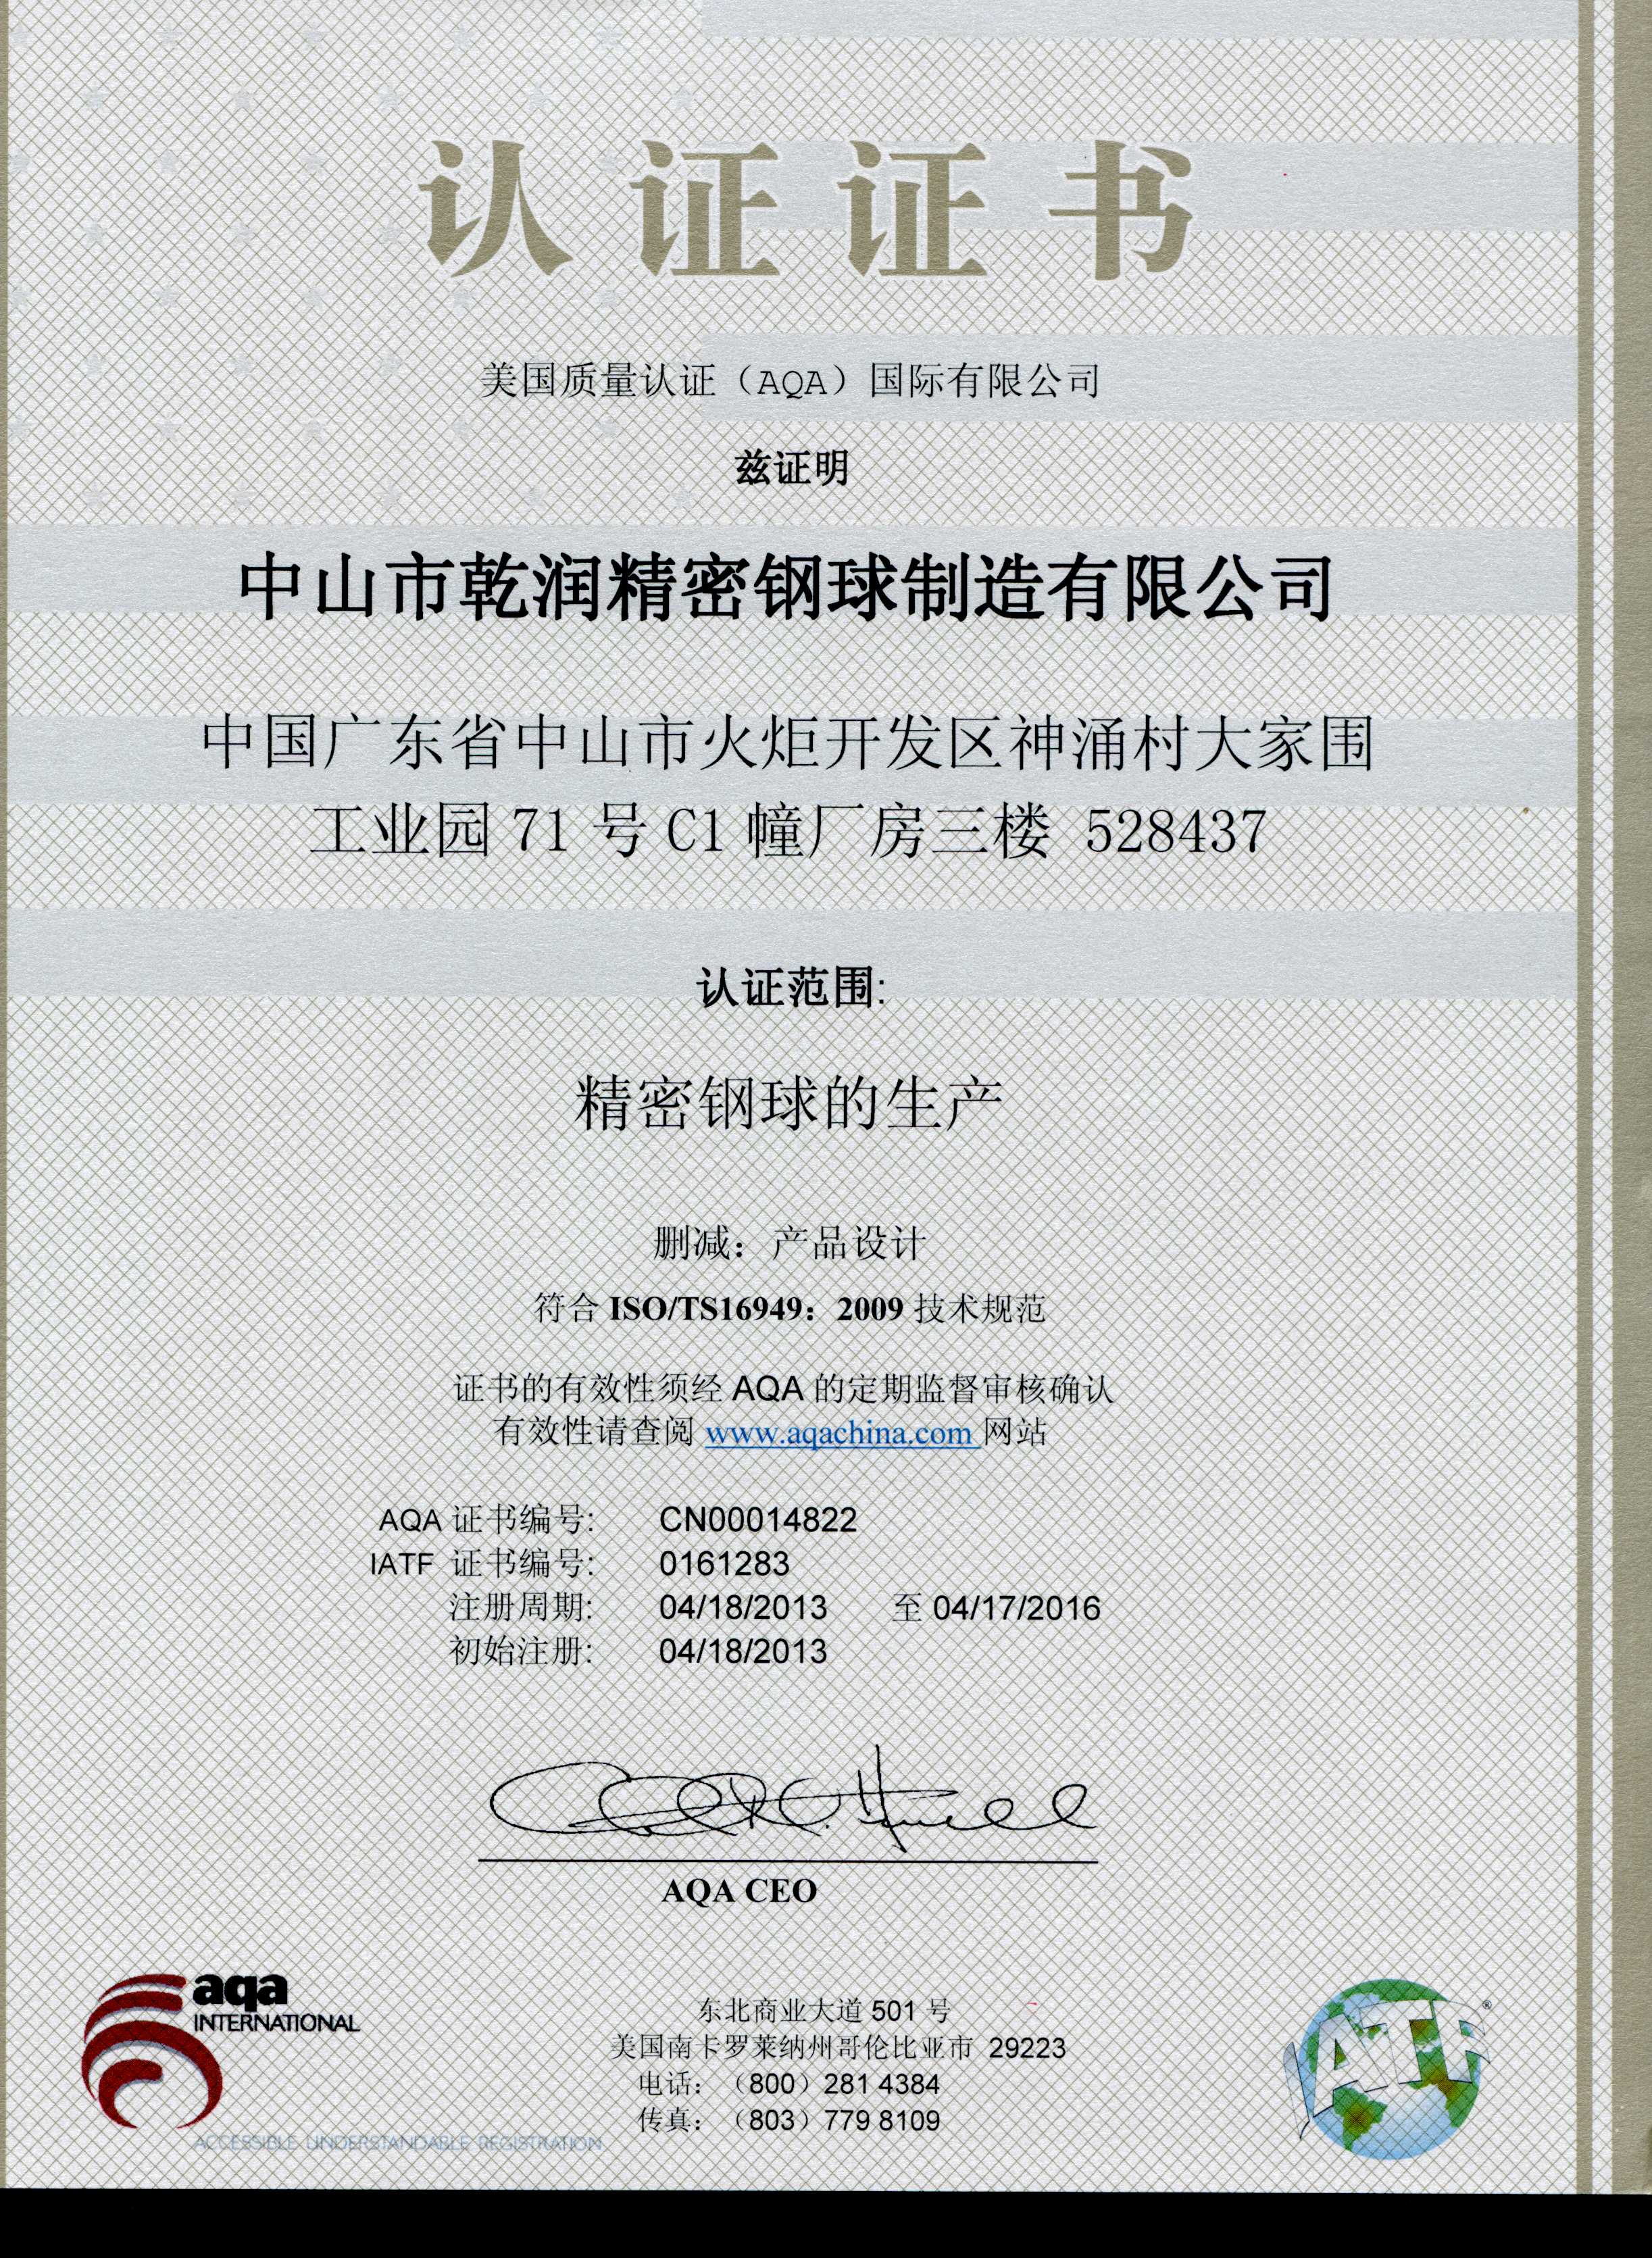 认证证书
美国质量认证（AQA）国际有限公司
兹证明
中山市乾润精密钢球制造有限公司
中国广东省中山市火炬开发区神涌村大家围
工业园 71 号 C1 幢厂房三楼 528437
认证范围:
精密钢球的生产
删减：产品设计
符合 ISO/TS16949：2009 技术规范
证书的有效性须经 AQA 的定期监督审核确认
有效性请查阅 www.aqachina.com 网站
AQA 证书编号: CN00014822
IATF 证书编号: 0161283
注册周期: 04/18/2013 至 04/17/2016
初始注册: 04/18/2013
AQA CEO
aqa
INTERNATIONAL
ACCESSIBLE UNDERSTANDABLE REGISTRATION
东北商业大道 501 号
美国南卡罗莱纳州哥伦比亚市 29223
电话：（800）281 4384
传真：（803）779 8109
IATF®